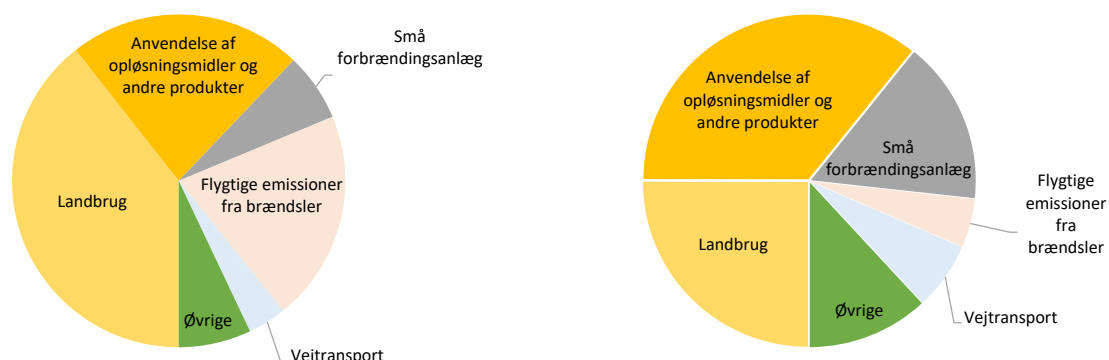 Anvendelse af
opløsningsmidler og
andre produkter
Små
forbrændingsanlæg
Landbrug
Flygtige emissioner
fra brændsler
Øvrige
Vejtransport
Anvendelse af
opløsningsmidler og
andre produkter
Små
forbrændingsanlæg
Flygtige
emissioner
fra
brændsler
Landbrug
Øvrige
Vejtransport